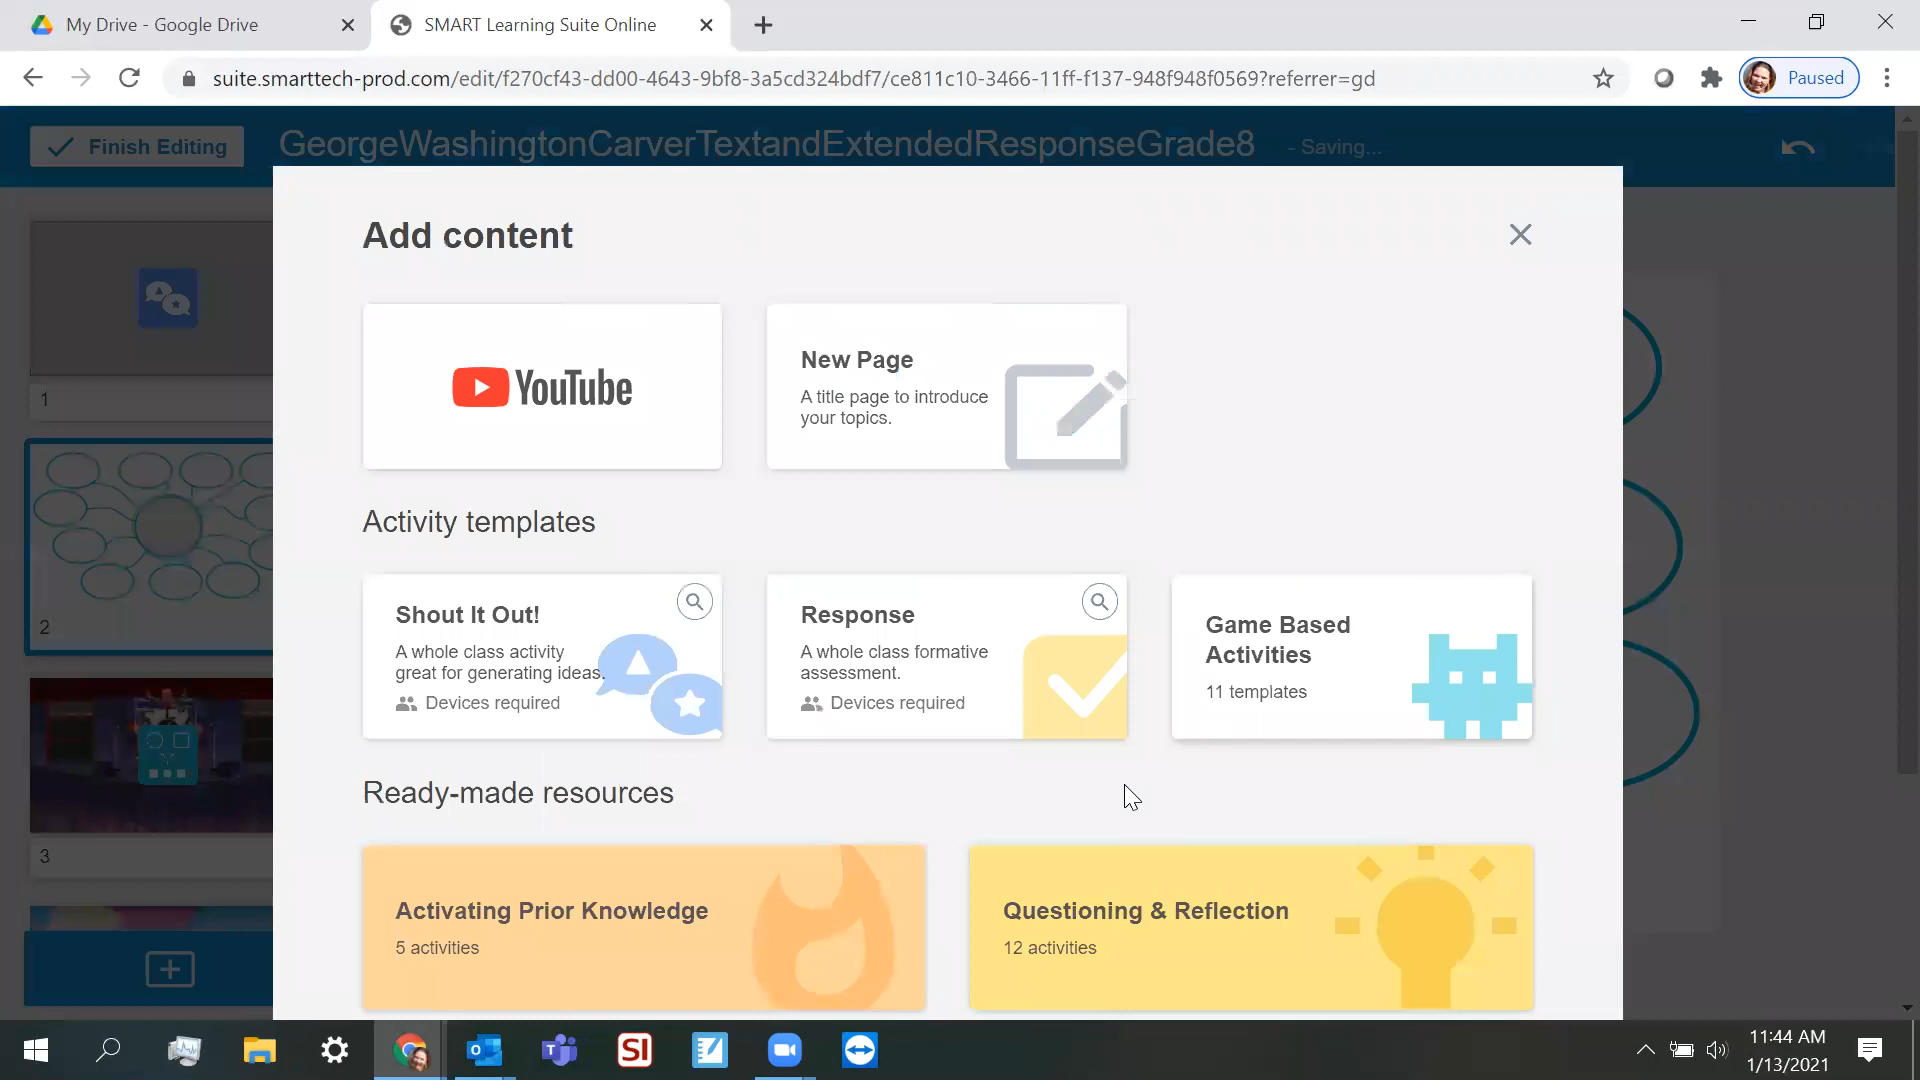 My Drive - Google Drive
SMART Learning Suite Online
suite.smarttech-prod.com/edit/f270cf43-dd00-4643-9bf8-3a5cd324bdf7/ce811c10-3466-11ff-f137-948f948f0569?referrer=gd
Paused
Finish Editing
GeorgeWashingtonCarverTextandExtendedResponseGrade8
- Saving...
Add content
YouTube
New Page
A title page to introduce
your topics.
1
Activity templates
Shout It Out!
A whole class activity
great for generating ideas.
Devices required
Response
A whole class formative
assessment.
Devices required
Game Based
Activities
11 templates
2
Ready-made resources
3
Activating Prior Knowledge
5 activities
Questioning & Reflection
12 activities
SI
11:44 AM
1/13/2021